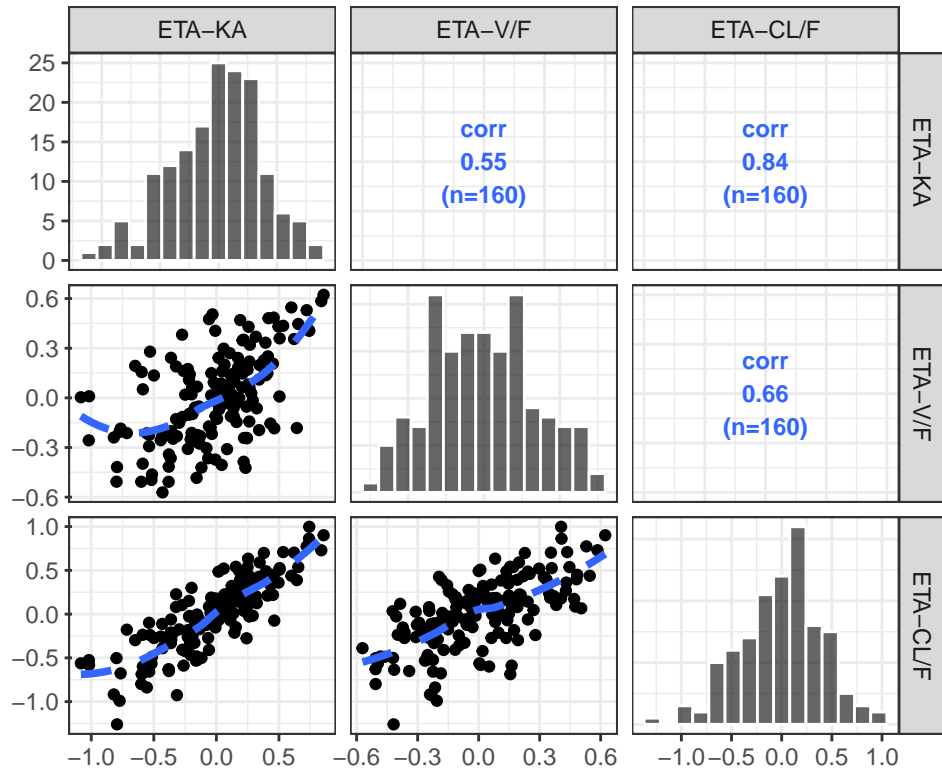 ETA−KA ETA−V/F ETA−CL/F
25
20
15
10
5
0
corr
0.55
(n=160)
corr
0.84
(n=160)
ETA−KA
0.6
0.3
0.0
−0.3
−0.6
corr
0.66
(n=160)
ETA−V/F
1.0
0.5
0.0
−0.5
−1.0
ETA−CL/F
−1.0 −0.5 0.0 0.5 −0.6 −0.3 0.0 0.3 0.6 −1.0 −0.5 0.0 0.5 1.0